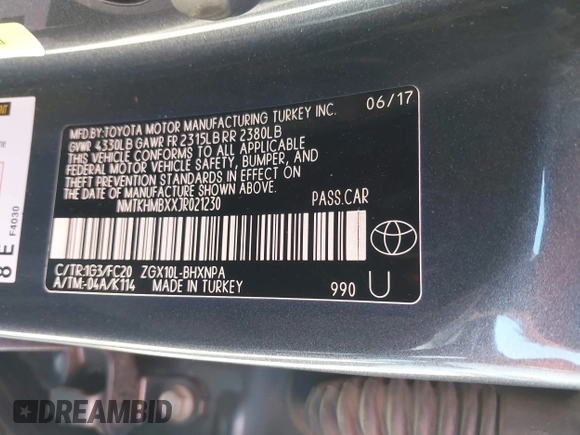 MFD.BY:TOYOTA MOTOR MANUFACTURING TURKEY INC. 06/17
GVWR 4330LB GAWR FR 2315LB RR 2380LB
THIS VEHICLE CONFORMS TO ALL APPLICABLE
FEDERAL MOTOR VEHICLE SAFETY, BUMPER, AND
THEFT PREVENTION STANDARDS IN EFFECT ON THE
DATE OF MANUFACTURE SHOWN ABOVE.
NMTKHMBXXJR021230 PASS.CAR
C/TR:1G3/FC20 ZGX10L-BHXNPA
A/TM:-04A/K114 MADE IN TURKEY 990 U
8 E F4030
DREAMBID